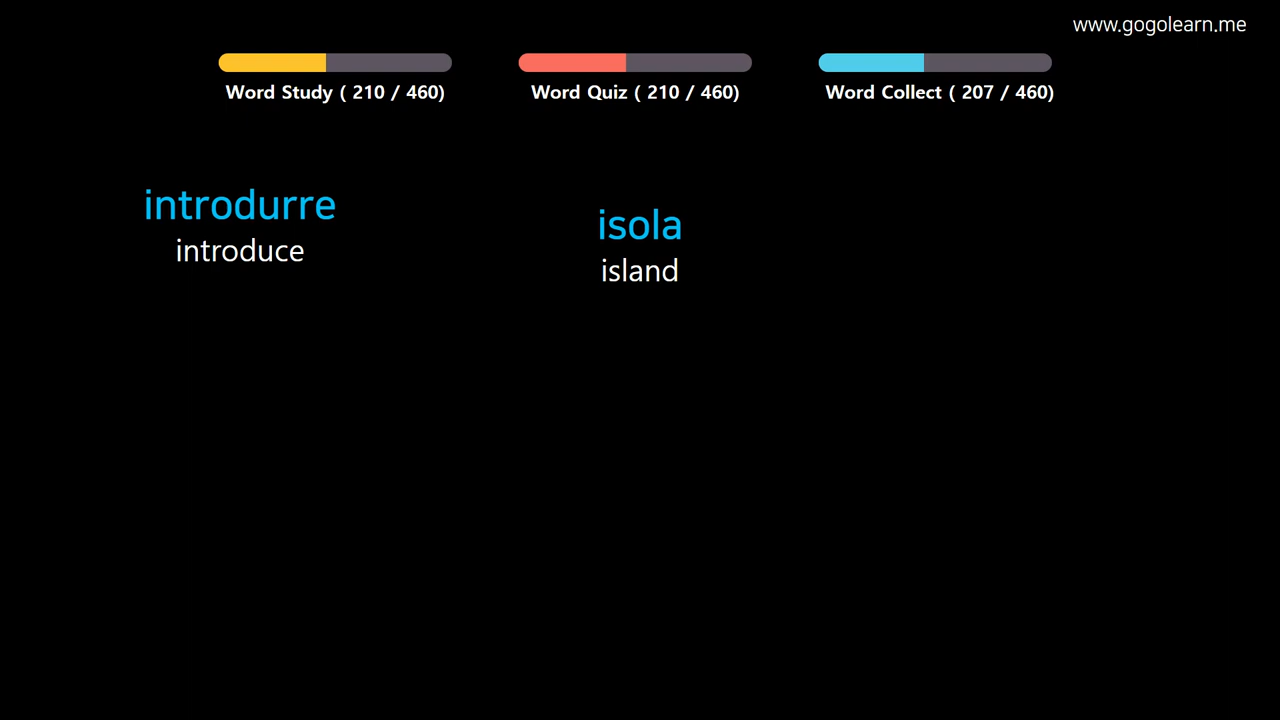 www.gogolearn.me
Word Study ( 210 / 460)
Word Quiz ( 210 / 460)
Word Collect ( 207 / 460)
introdurre
introduce
isola
island